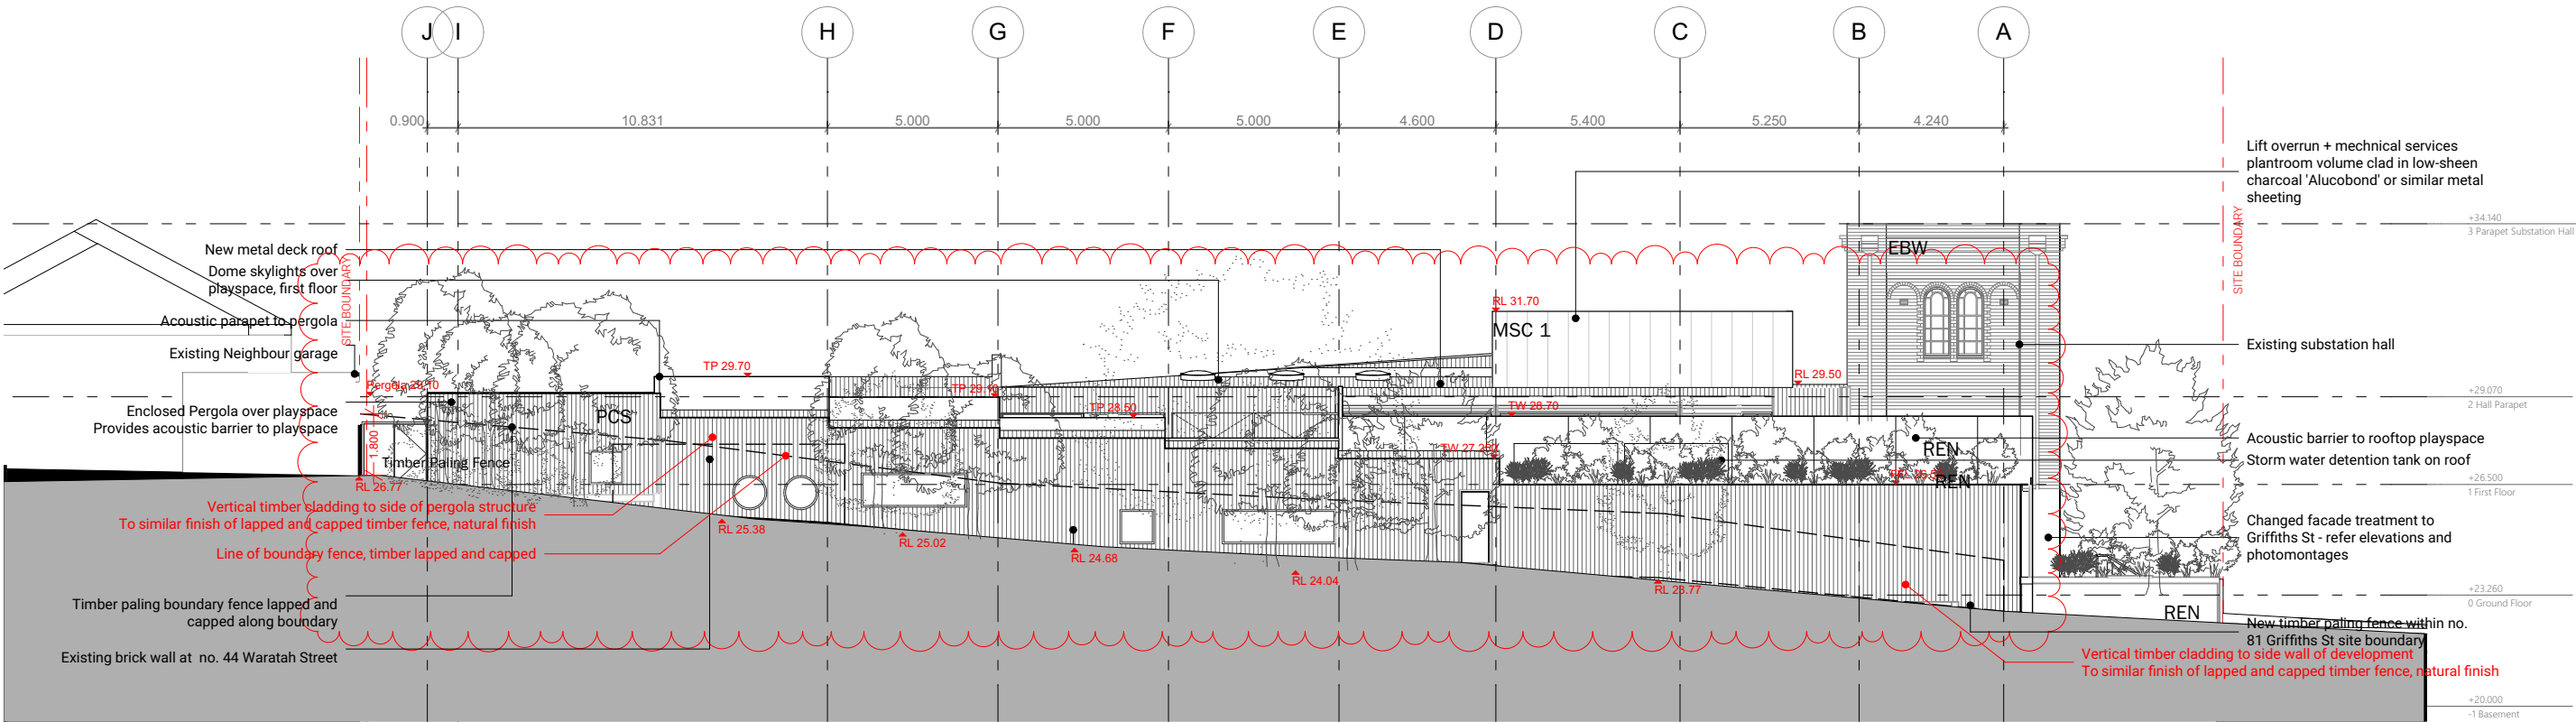 J
I
H
G
F
E
D
C
B
A
0.900
10.831
5.000
5.000
5.000
4.600
5.400
5.250
4.240
Lift overrun + mechnical services
plantroom volume clad in low-sheen
charcoal 'Alucobond' or similar metal
sheeting
+34.140
3 Parapet Substation Hall
SITE BOUNDARY
SITE BOUNDARY
New metal deck roof
Dome skylights over
playspace, first floor
Acoustic parapet to pergola
Existing Neighbour garage
Enclosed Pergola over playspace
Provides acoustic barrier to playspace
EBW
RL 31.70
MSC 1
Existing substation hall
TP 29.70
RL 29.50
+29.070
2 Hall Parapet
TP 28.50
TW 28.70
PCS
1.800
Timber Paling Fence
Acoustic barrier to rooftop playspace
REN
Storm water detention tank on roof
REN
+26.500
1 First Floor
RL 26.77
Vertical timber cladding to side of pergola structure
To similar finish of lapped and capped timber fence, natural finish
RL 25.38
RL 25.02
Line of boundary fence, timber lapped and capped
RL 24.68
RL 24.04
RL 23.77
Changed facade treatment to
Griffiths St - refer elevations and
photomontages
+23.260
0 Ground Floor
Timber paling boundary fence lapped and
capped along boundary
REN
New timber paling fence within no.
81 Griffiths St site boundary
Existing brick wall at no. 44 Waratah Street
Vertical timber cladding to side wall of development
To similar finish of lapped and capped timber fence, natural finish
+20.000
-1 Basement